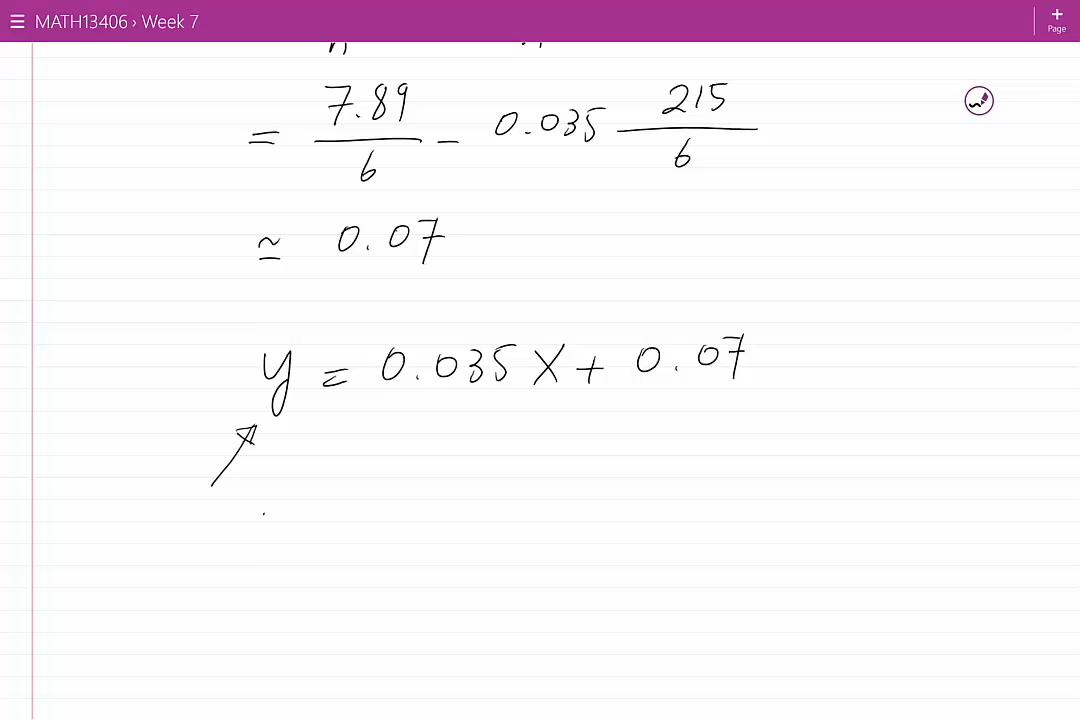 MATH13406 › Week 7
Page
= 7.89/6 - 0.035 215/6
≃ 0.07
y = 0.035 X + 0.07